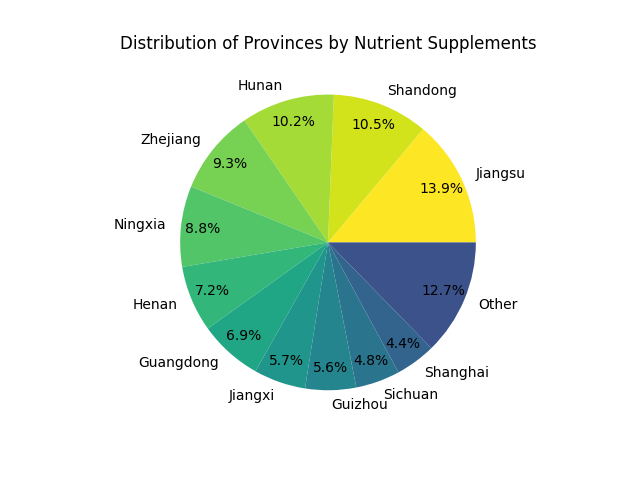 Distribution of Provinces by Nutrient Supplements
Jiangsu
13.9%
Shandong
10.5%
Hunan
10.2%
Zhejiang
9.3%
Ningxia
8.8%
Henan
7.2%
Guangdong
6.9%
Jiangxi
5.7%
Guizhou
5.6%
Sichuan
4.8%
Shanghai
4.4%
Other
12.7%